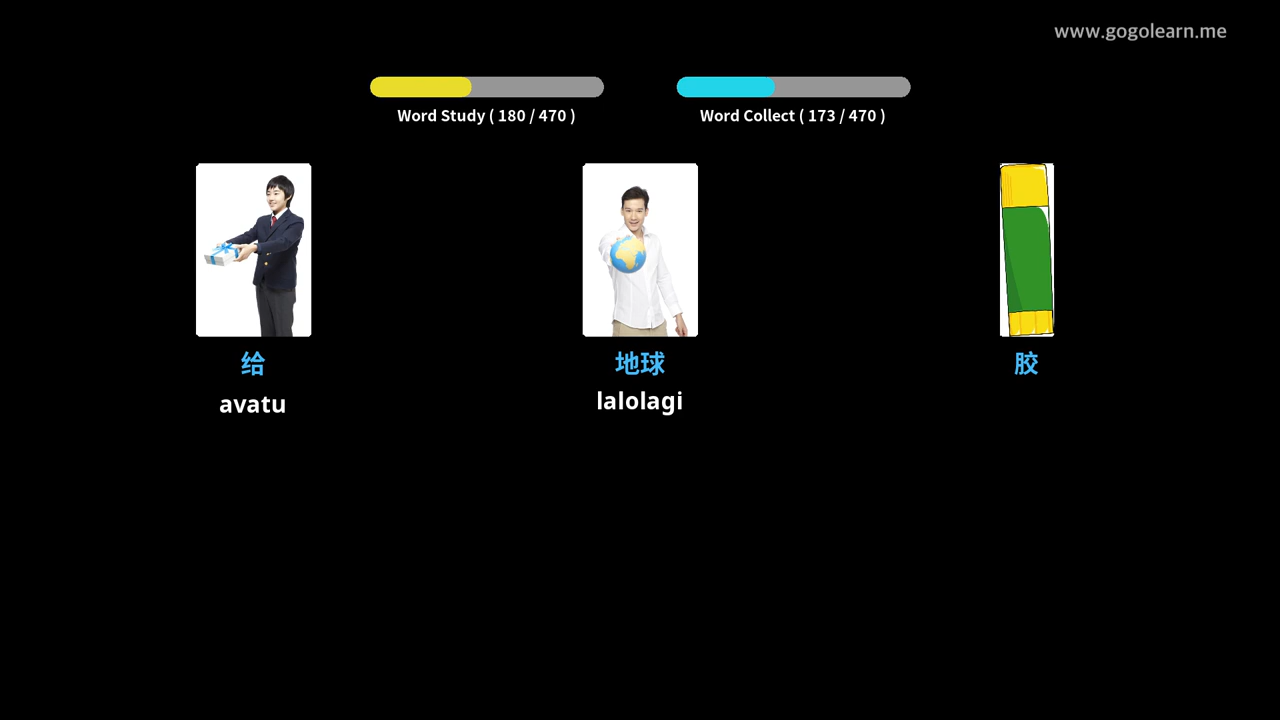 www.gogolearn.me
Word Study ( 180 / 470 )
Word Collect ( 173 / 470 )
给
地球
胶
avatu
lalolagi